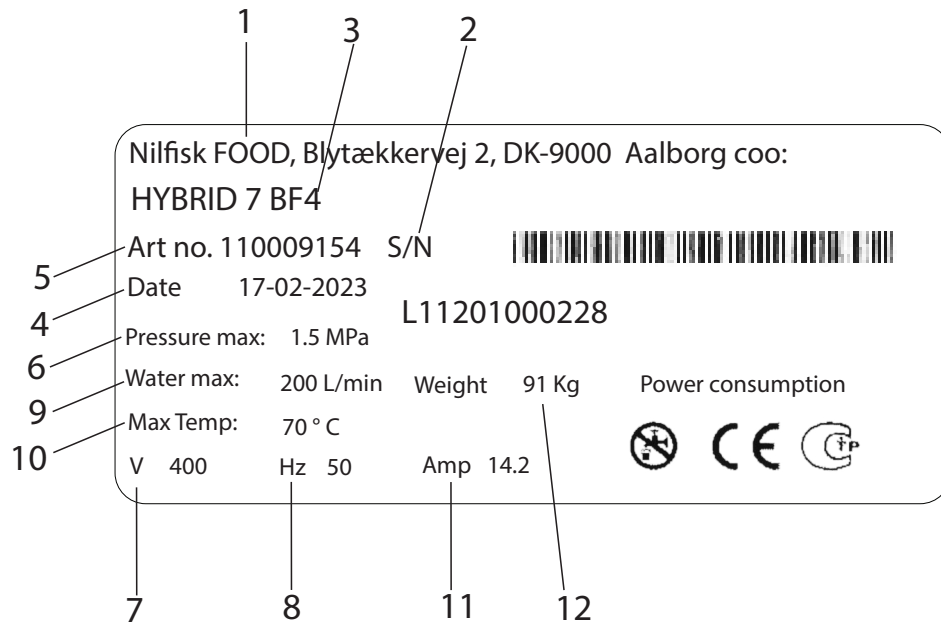 1 3 2
Nilfisk FOOD, Blytækkervej 2, DK-9000 Aalborg coo:
HYBRID 7 BF4
5 Art no. 110009154 S/N
4 Date 17-02-2023
L11201000228
6 Pressure max: 1.5 MPa
9 Water max: 200 L/min Weight 91 Kg Power consumption
10 Max Temp: 70 ° C
V 400 Hz 50 Amp 14.2
CE CTP
7 8 11 12